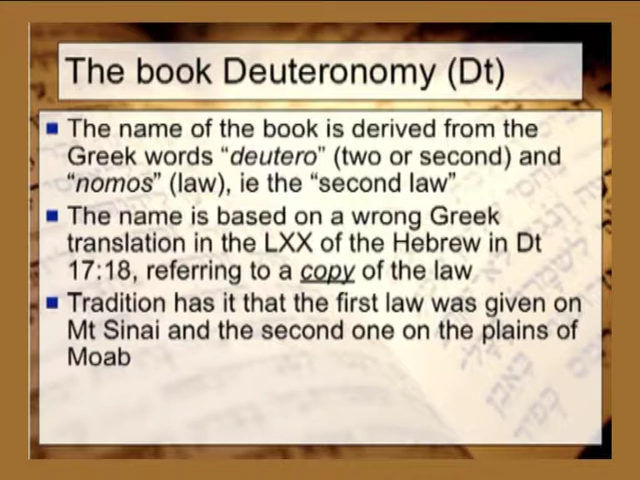 The book Deuteronomy (Dt)
The name of the book is derived from the
Greek words “deutero” (two or second) and
“nomos” (law), ie the “second law”
The name is based on a wrong Greek
translation in the LXX of the Hebrew in Dt
17:18, referring to a copy of the law
Tradition has it that the first law was given on
Mt Sinai and the second one on the plains of
Moab